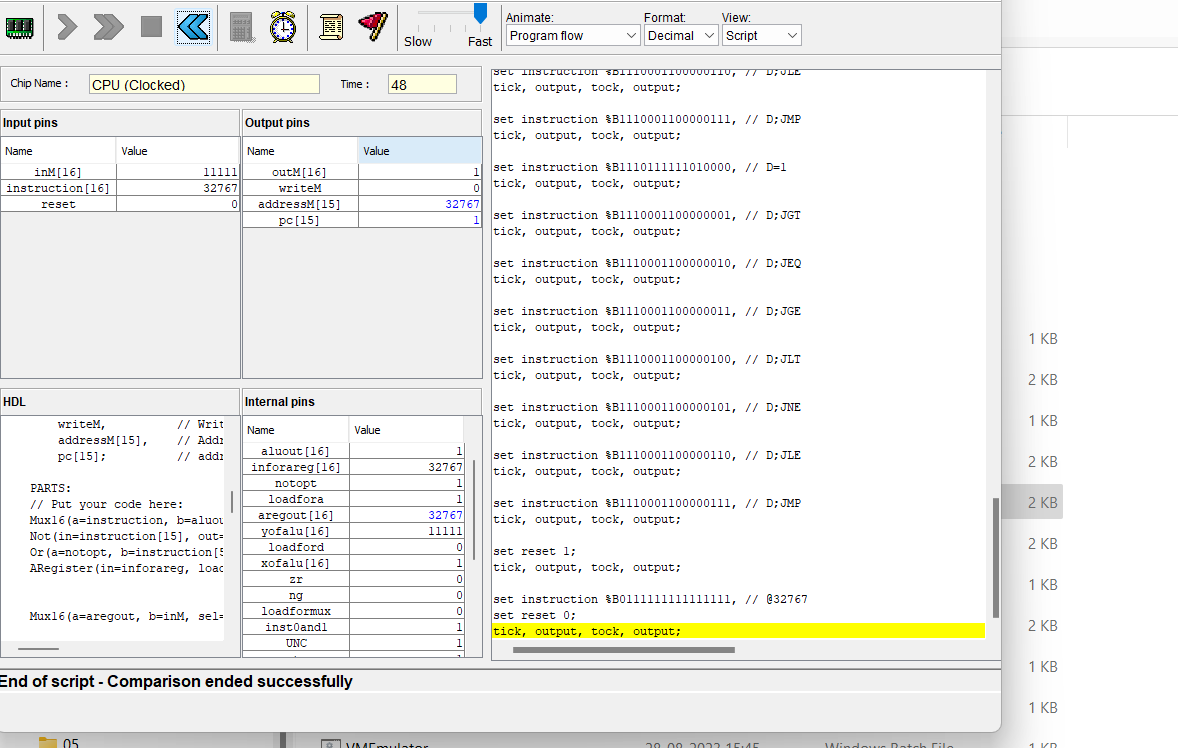 Slow
Fast
Animate:
Program flow
Format:
Decimal
View:
Script
Chip Name :
CPU (Clocked)
Time :
48
Input pins
Name Value
inM[16] 11111
instruction[16] 32767
reset 0
Output pins
Name Value
outM[16] 1
writeM 0
addressM[15] 32767
pc[15] 1
HDL
writeM, // Writ
addressM[15], // Addr
pc[15]; // addr
PARTS:
// Put your code here:
Mux16(a=instruction, b=aluou
Not(in=instruction[15], out=
Or(a=notopt, b=instruction[5
ARegister(in=inforareg, load
Mux16(a=aregout, b=inM, sel=
Internal pins
Name Value
aluout[16] 1
inforareg[16] 32767
notopt 1
loadfora 1
aregout[16] 32767
yofalu[16] 11111
loadford 0
xofalu[16] 1
zr 0
ng 0
loadformux 0
inst0and1 1
UNC 1
set instruction %B1110001100000110, // D;JLE
tick, output, tock, output;
set instruction %B1110001100000111, // D;JMP
tick, output, tock, output;
set instruction %B1110111111010000, // D=1
tick, output, tock, output;
set instruction %B1110001100000001, // D;JGT
tick, output, tock, output;
set instruction %B1110001100000010, // D;JEQ
tick, output, tock, output;
set instruction %B1110001100000011, // D;JGE
tick, output, tock, output;
set instruction %B1110001100000100, // D;JLT
tick, output, tock, output;
set instruction %B1110001100000101, // D;JNE
tick, output, tock, output;
set instruction %B1110001100000110, // D;JLE
tick, output, tock, output;
set instruction %B1110001100000111, // D;JMP
tick, output, tock, output;
set reset 1;
tick, output, tock, output;
set instruction %B0111111111111111, // @32767
set reset 0;
tick, output, tock, output;
End of script - Comparison ended successfully
1 KB
2 KB
1 KB
2 KB
2 KB
2 KB
1 KB
2 KB
1 KB
1 KB
05
VMEmulator 28-08-2023 15:45 Windows Batch File 1 KB